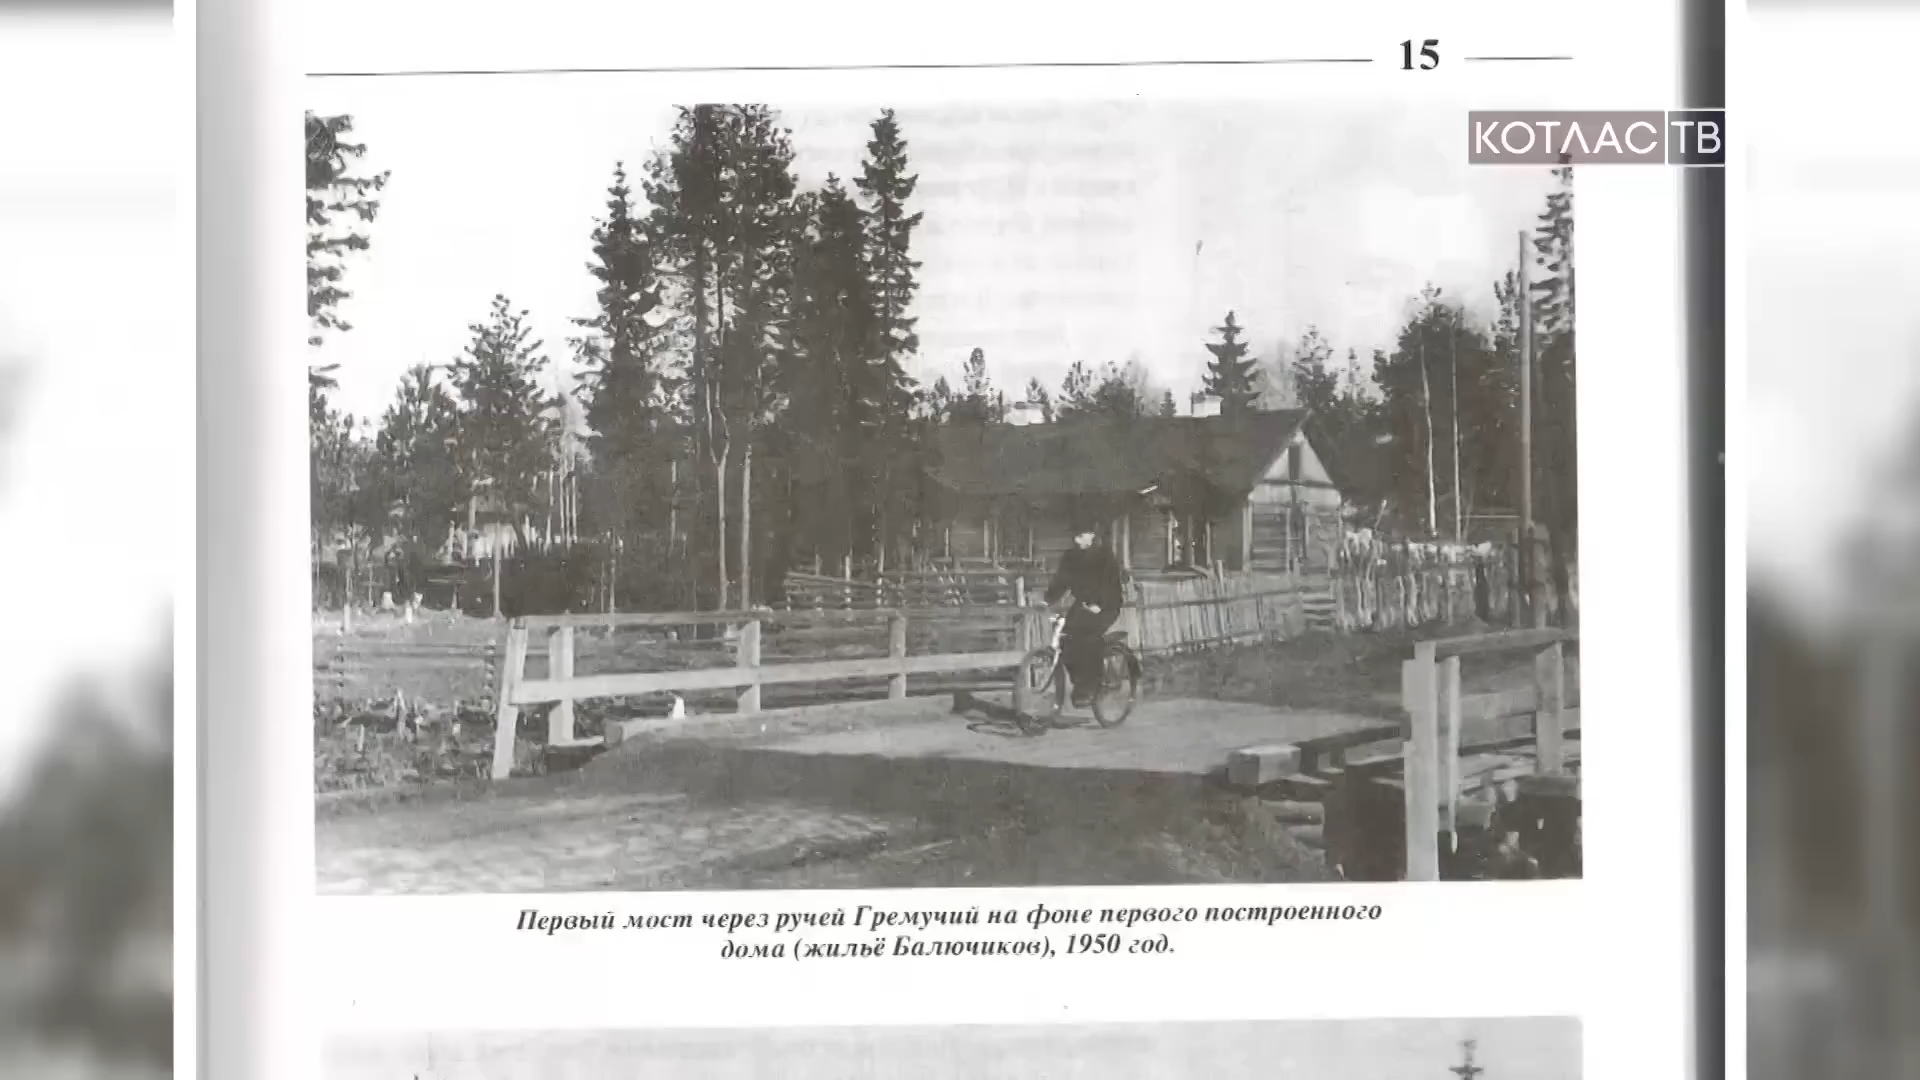 15
КОТЛАС ТВ
Первый мост через ручей Гремучий на фоне первого построенного
дома (жильё Балючиков), 1950 год.